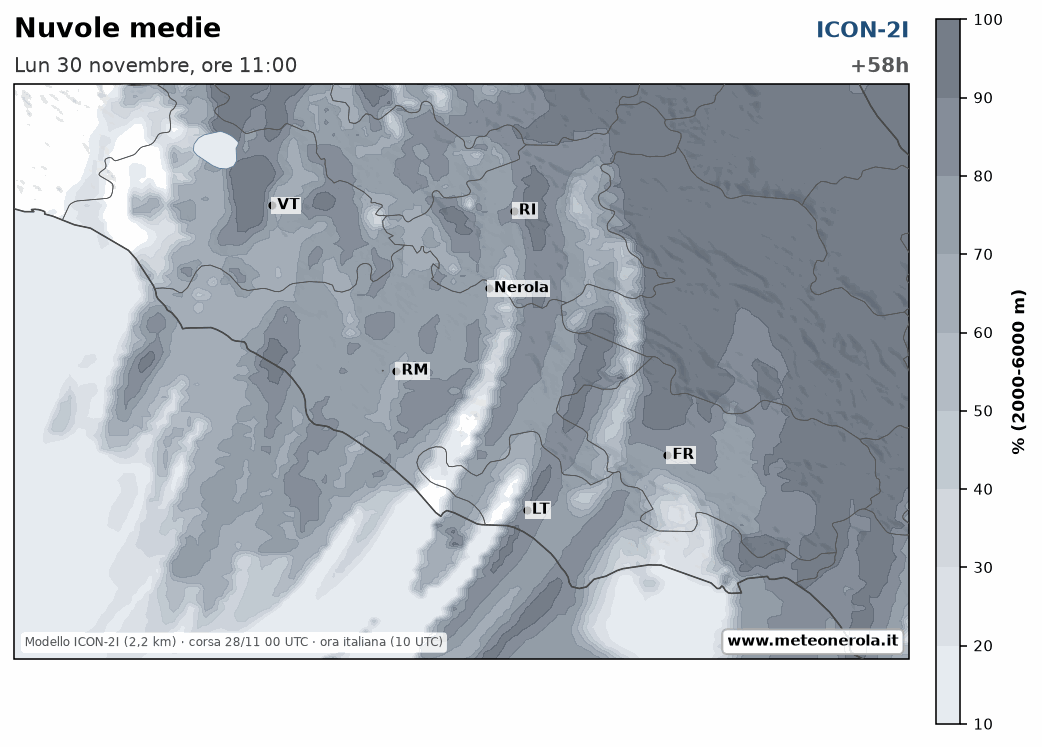 Nuvole medie
ICON-2I
Lun 30 novembre, ore 11:00
+58h
VT
RI
Nerola
RM
FR
LT
Modello ICON-2I (2,2 km) · corsa 28/11 00 UTC · ora italiana (10 UTC)
www.meteonerola.it
100
90
80
70
60
50
40
30
20
10
% (2000-6000 m)